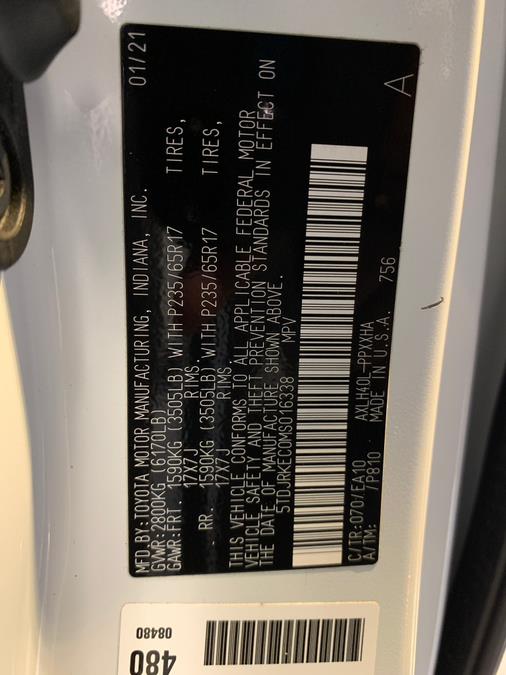 MFD.BY:TOYOTA MOTOR MANUFACTURING, INDIANA, INC. 01/21
GVWR:2800KG (6170LB)
GAWR:FRT. 1590KG (3505LB) WITH P235/65R17 TIRES,
17X7J RIMS
RR. 1590KG (3505LB) WITH P235/65R17 TIRES,
17X7J RIMS
THIS VEHICLE CONFORMS TO ALL APPLICABLE FEDERAL MOTOR
VEHICLE SAFETY AND THEFT PREVENTION STANDARDS IN EFFECT ON
THE DATE OF MANUFACTURE SHOWN ABOVE.
5TDJRKEC0MS016338 MPV
C/TR:070/EA10 AXLH40L-PPXXHA 756 A
A/TM: /P810 MADE IN U.S.A.
480
08480